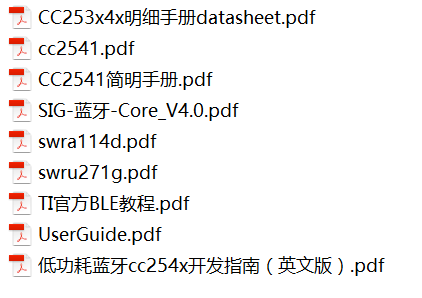 CC253x4x明细手册datasheet.pdf
cc2541.pdf
CC2541简明手册.pdf
SIG-蓝牙-Core_V4.0.pdf
swra114d.pdf
swru271g.pdf
TI官方BLE教程.pdf
UserGuide.pdf
低功耗蓝牙cc254x开发指南（英文版）.pdf